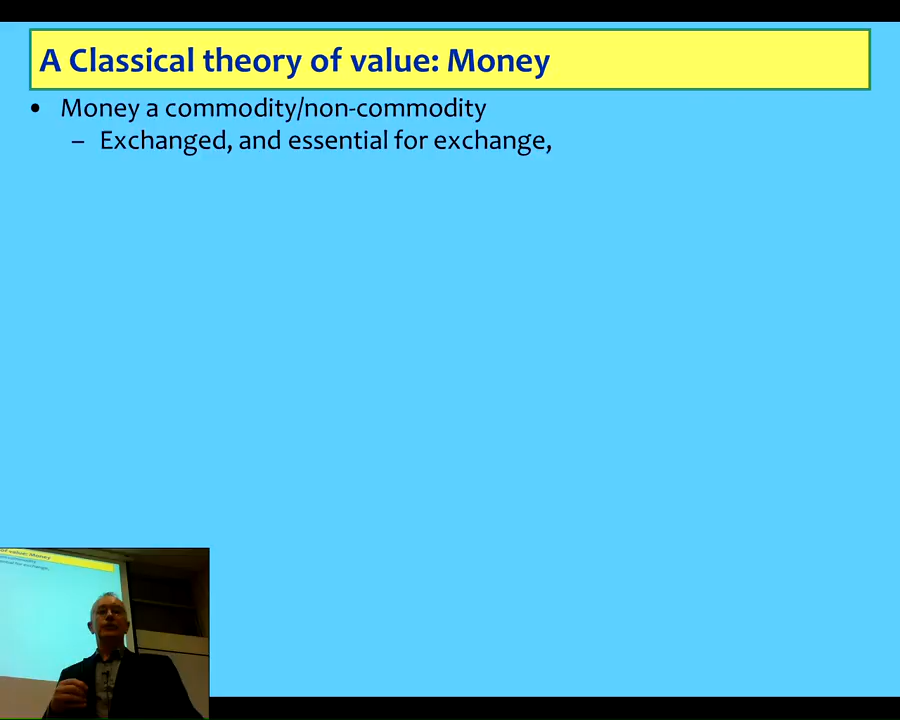 A Classical theory of value: Money
• Money a commodity/non-commodity
– Exchanged, and essential for exchange,